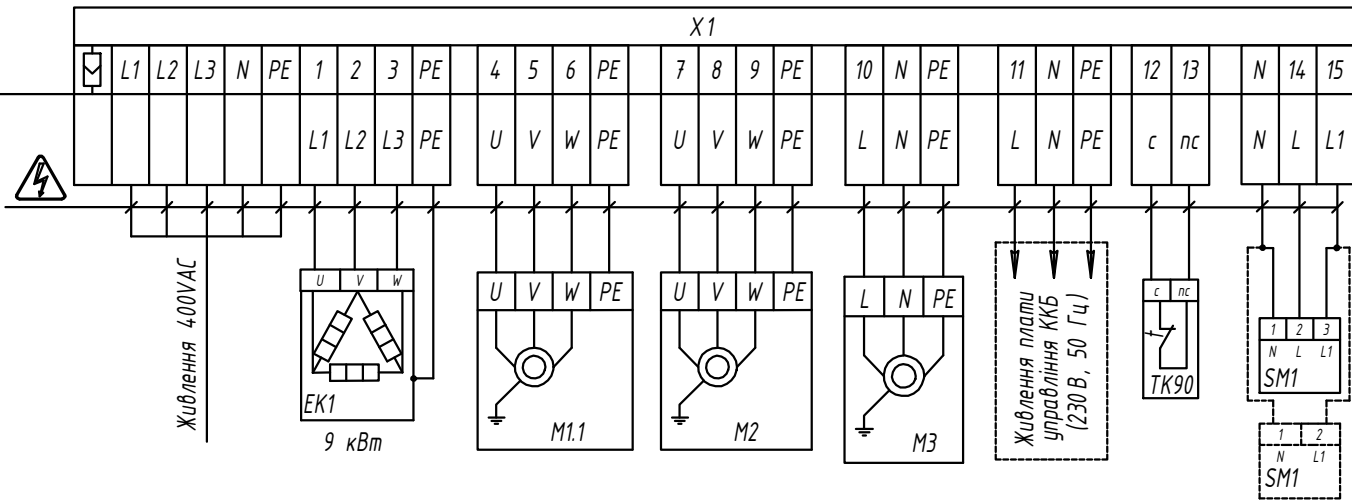 X1
L1 L2 L3 N PE 1 2 3 PE 4 5 6 PE 7 8 9 PE 10 N PE 11 N PE 12 13 N 14 15
L1 L2 L3 PE U V W PE U V W PE L N PE L N PE с пс N L L1
Живлення 400VAC
U V W
EK1
9 кВт
U V W PE
M1.1
U V W PE
M2
L N PE
M3
Живлення плати
управління ККБ
(230 В, 50 Гц)
с пс
TK90
1 2 3
N L L1
SM1
1 2
N L1
SM1